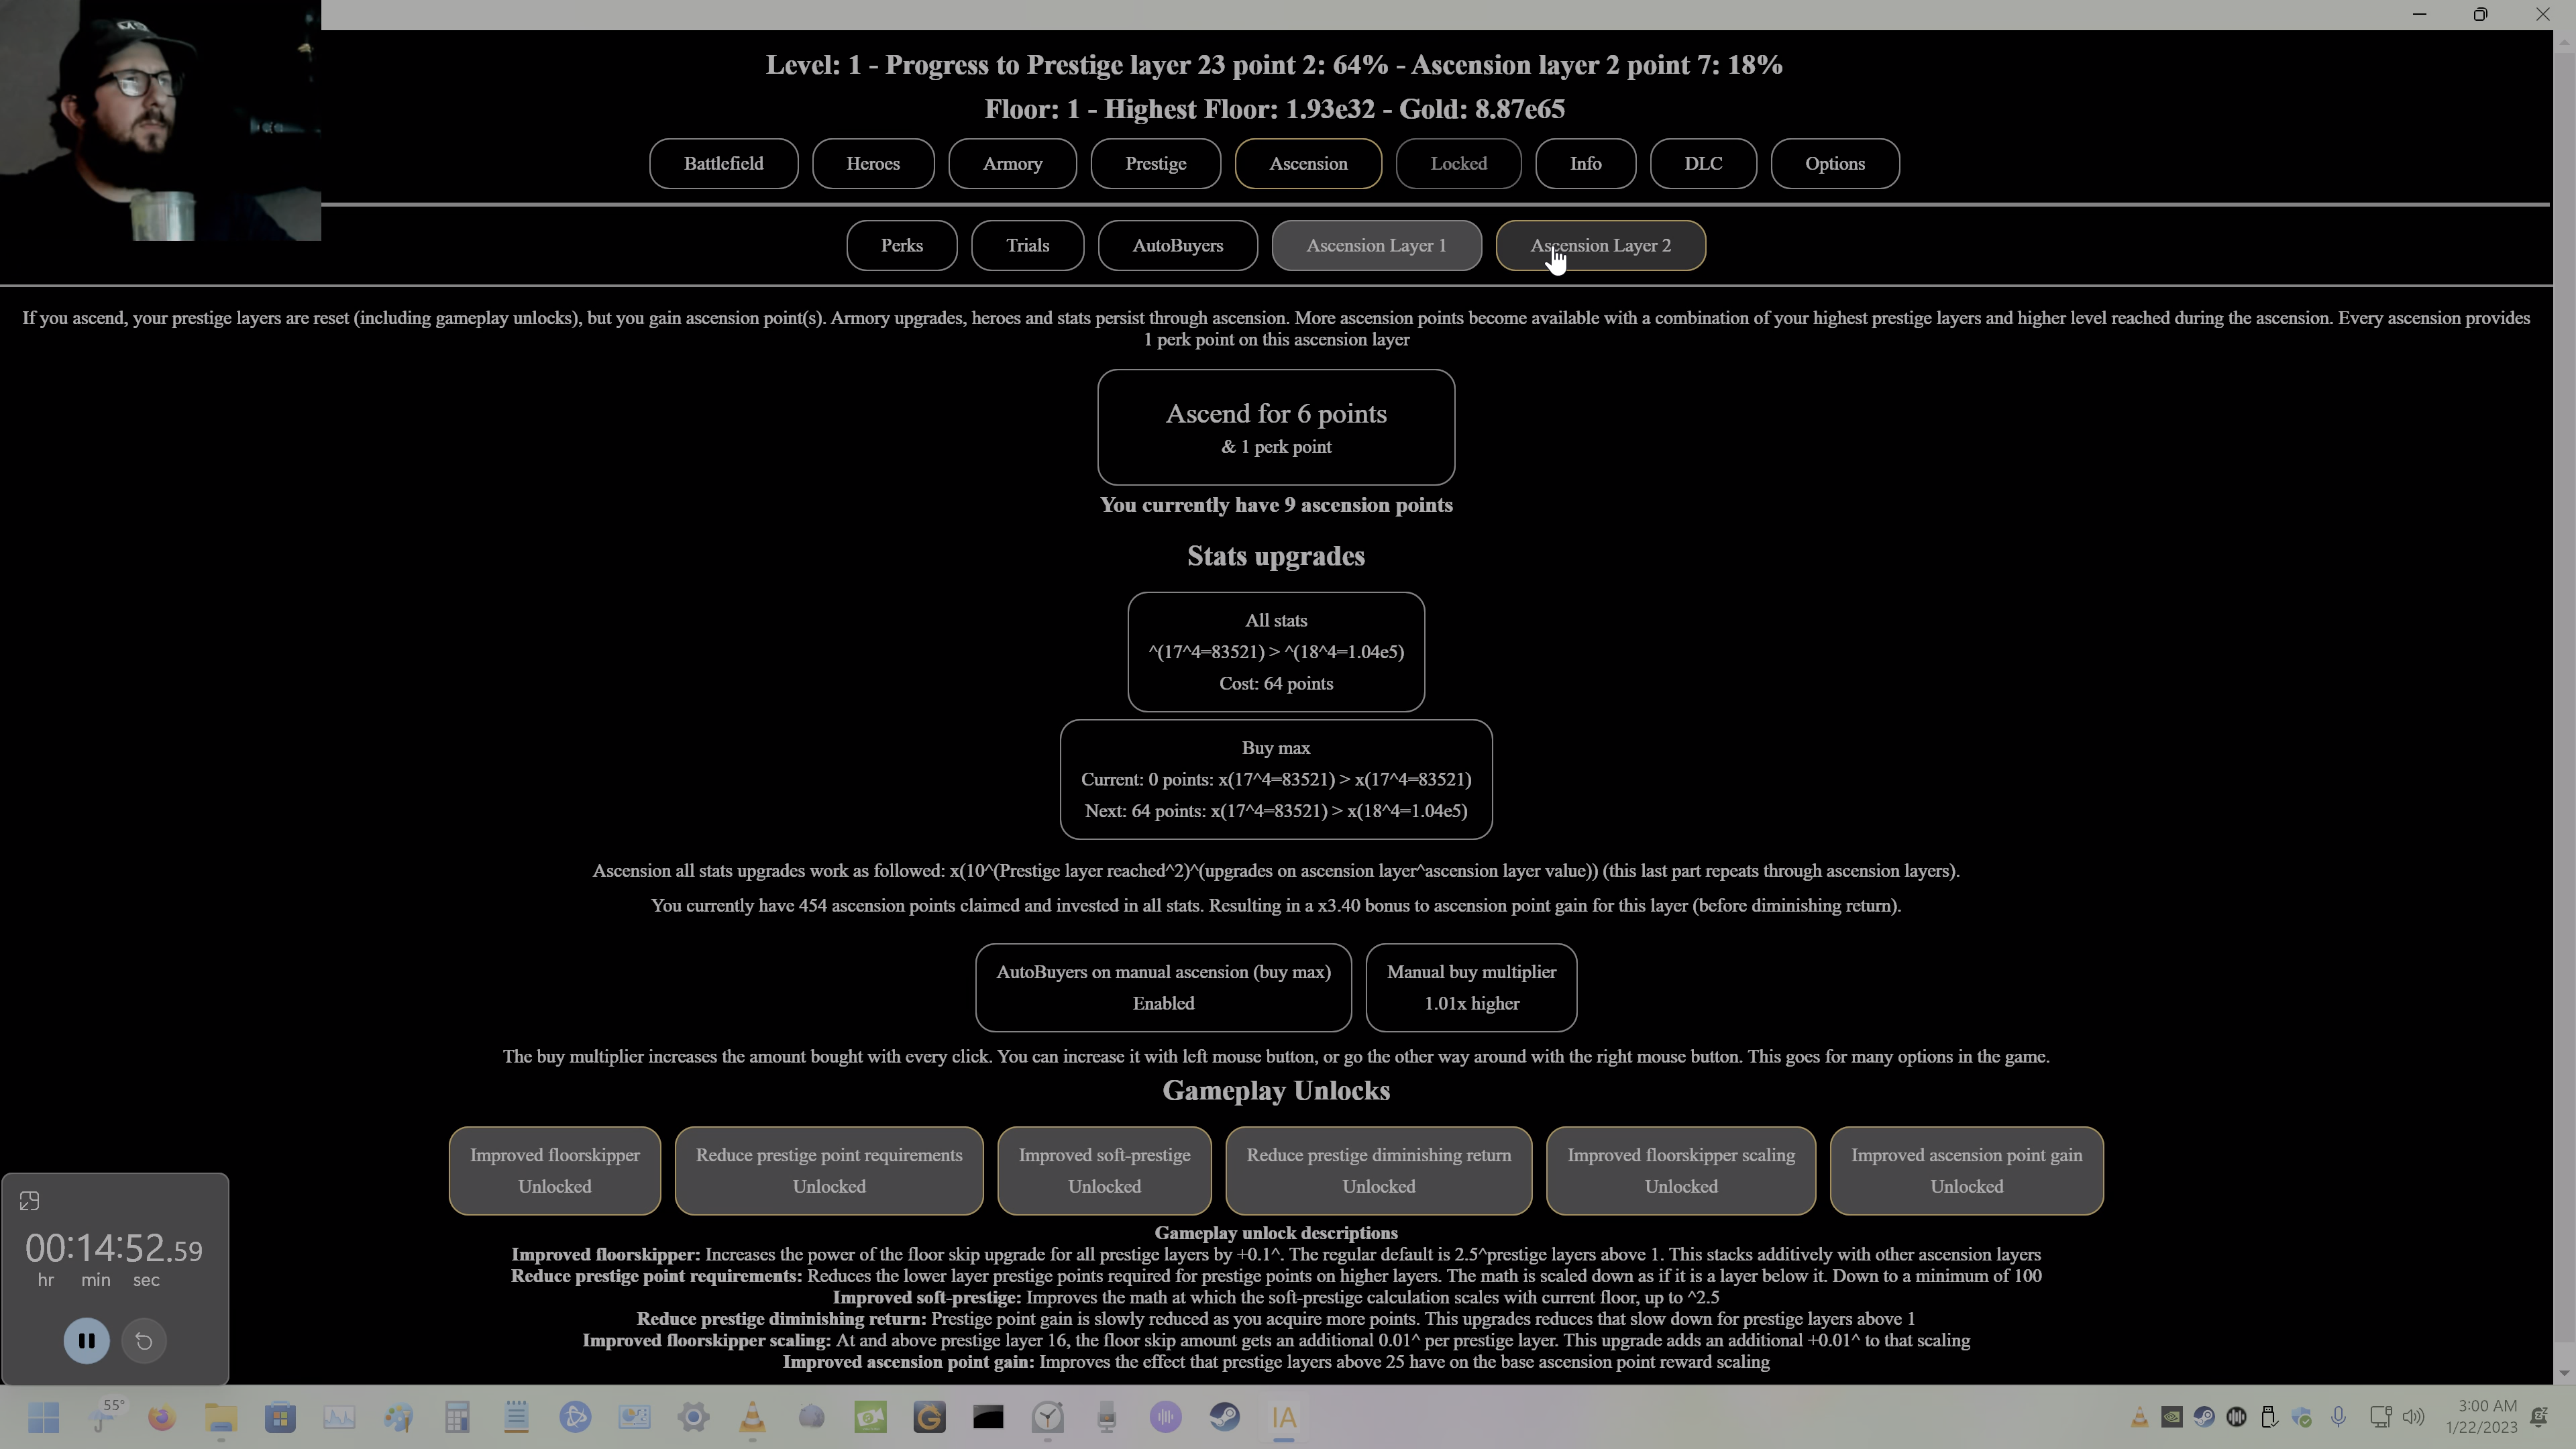 Level: 1 - Progress to Prestige layer 23 point 2: 64% - Ascension layer 2 point 7: 18%
Floor: 1 - Highest Floor: 1.93e32 - Gold: 8.87e65
Battlefield
Heroes
Armory
Prestige
Ascension
Locked
Info
DLC
Options
Perks
Trials
AutoBuyers
Ascension Layer 1
Ascension Layer 2
If you ascend, your prestige layers are reset (including gameplay unlocks), but you gain ascension point(s). Armory upgrades, heroes and stats persist through ascension. More ascension points become available with a combination of your highest prestige layers and higher level reached during the ascension. Every ascension provides
1 perk point on this ascension layer
Ascend for 6 points
& 1 perk point
You currently have 9 ascension points
Stats upgrades
All stats
^(17^4=83521) > ^(18^4=1.04e5)
Cost: 64 points
Buy max
Current: 0 points: x(17^4=83521) > x(17^4=83521)
Next: 64 points: x(17^4=83521) > x(18^4=1.04e5)
Ascension all stats upgrades work as followed: x(10^(Prestige layer reached^2)^(upgrades on ascension layer^ascension layer value)) (this last part repeats through ascension layers).
You currently have 454 ascension points claimed and invested in all stats. Resulting in a x3.40 bonus to ascension point gain for this layer (before diminishing return).
AutoBuyers on manual ascension (buy max)
Enabled
Manual buy multiplier
1.01x higher
The buy multiplier increases the amount bought with every click. You can increase it with left mouse button, or go the other way around with the right mouse button. This goes for many options in the game.
Gameplay Unlocks
Improved floorskipper
Unlocked
Reduce prestige point requirements
Unlocked
Improved soft-prestige
Unlocked
Reduce prestige diminishing return
Unlocked
Improved floorskipper scaling
Unlocked
Improved ascension point gain
Unlocked
Gameplay unlock descriptions
Improved floorskipper: Increases the power of the floor skip upgrade for all prestige layers by +0.1^. The regular default is 2.5^prestige layers above 1. This stacks additively with other ascension layers
Reduce prestige point requirements: Reduces the lower layer prestige points required for prestige points on higher layers. The math is scaled down as if it is a layer below it. Down to a minimum of 100
Improved soft-prestige: Improves the math at which the soft-prestige calculation scales with current floor, up to ^2.5
Reduce prestige diminishing return: Prestige point gain is slowly reduced as you acquire more points. This upgrades reduces that slow down for prestige layers above 1
Improved floorskipper scaling: At and above prestige layer 16, the floor skip amount gets an additional 0.01^ per prestige layer. This upgrade adds an additional +0.01^ to that scaling
Improved ascension point gain: Improves the effect that prestige layers above 25 have on the base ascension point reward scaling
00:14:52.59
hr min sec
55°
IA
3:00 AM
1/22/2023